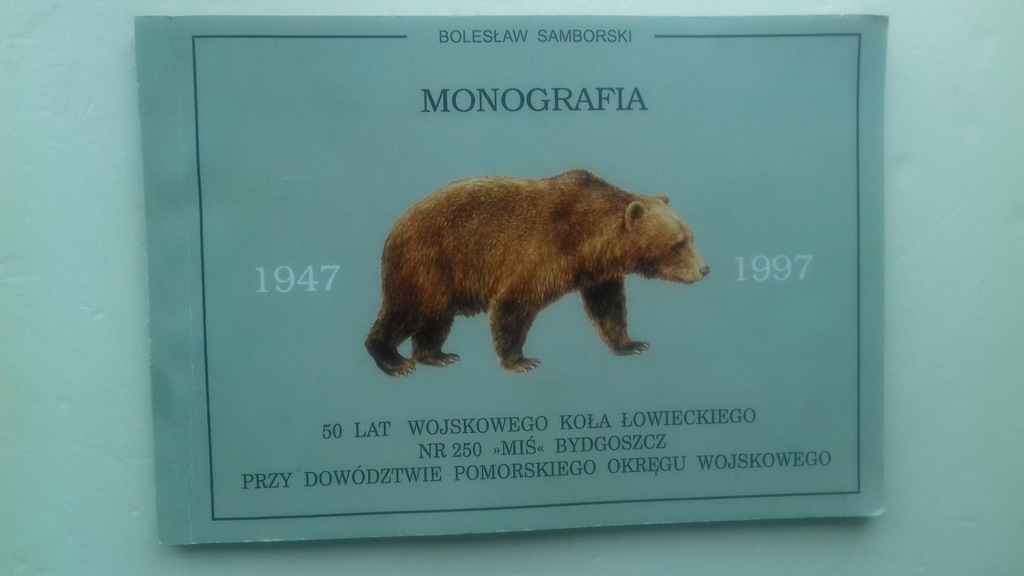 BOLESŁAW SAMBORSKI
MONOGRAFIA
1947 1997
50 LAT WOJSKOWEGO KOŁA ŁOWIECKIEGO
NR 250 »MIŚ« BYDGOSZCZ
PRZY DOWÓDZTWIE POMORSKIEGO OKRĘGU WOJSKOWEGO